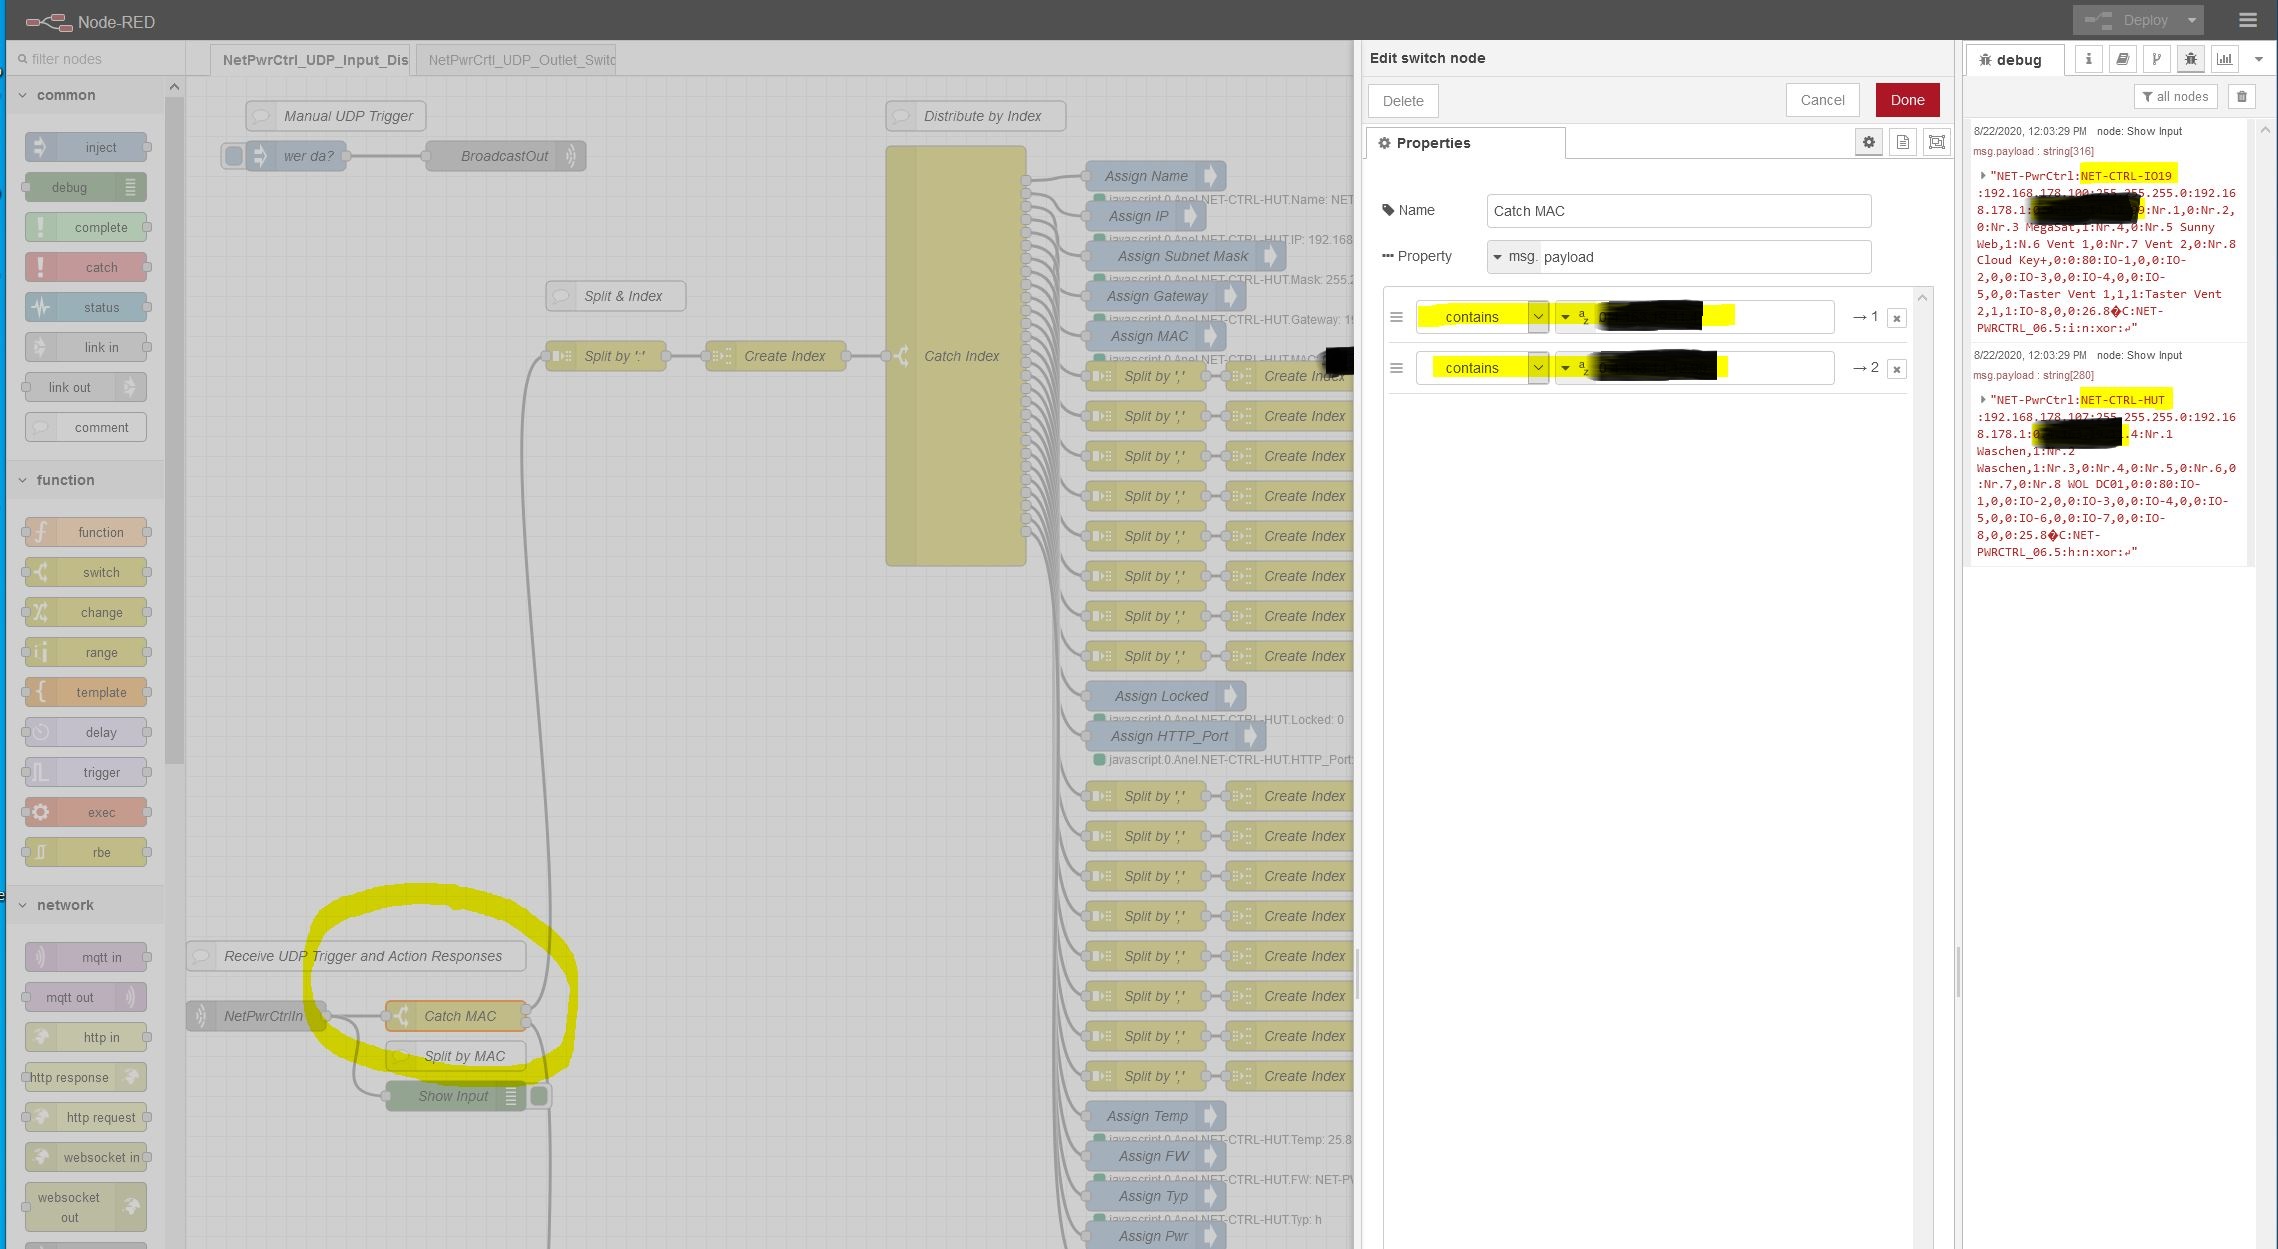 Node-RED
Deploy
filter nodes
common
inject
debug
complete
catch
status
link in
link out
comment
function
function
switch
change
range
template
delay
trigger
exec
rbe
network
mqtt in
mqtt out
http in
http response
http request
websocket in
websocket
out
NetPwrCtrl_UDP_Input_Dis
NetPwrCrtl_UDP_Outlet_Switc
Manual UDP Trigger
wer da?
BroadcastOut
Split & Index
Split by ':'
Create Index
Receive UDP Trigger and Action Responses
NetPwrCtrlIn
Catch MAC
Split by MAC
Show Input
Distribute by Index
Catch Index
Assign Name
javascript.0.Anel.NET-CTRL-HUT.Name: NET
Assign IP
javascript.0.Anel.NET-CTRL-HUT.IP: 192.168
Assign Subnet Mask
javascript.0.Anel.NET-CTRL-HUT.Mask: 255.2
Assign Gateway
javascript.0.Anel.NET-CTRL-HUT.Gateway: 19
Assign MAC
javascript.0.Anel.NET-CTRL-HUT.MAC:
Split by ',' Create Index
Split by ',' Create Index
Split by ',' Create Index
Split by ',' Create Index
Split by ',' Create Index
Split by ',' Create Index
Split by ',' Create Index
Split by ',' Create Index
Assign Locked
javascript.0.Anel.NET-CTRL-HUT.Locked: 0
Assign HTTP_Port
javascript.0.Anel.NET-CTRL-HUT.HTTP_Port:
Split by ',' Create Index
Split by ',' Create Index
Split by ',' Create Index
Split by ',' Create Index
Split by ',' Create Index
Split by ',' Create Index
Split by ',' Create Index
Split by ',' Create Index
Assign Temp
javascript.0.Anel.NET-CTRL-HUT.Temp: 25.8
Assign FW
javascript.0.Anel.NET-CTRL-HUT.FW: NET-PV
Assign Typ
javascript.0.Anel.NET-CTRL-HUT.Typ: h
Assign Pwr
Edit switch node
Delete
Cancel
Done
Properties
Name
Catch MAC
Property
msg. payload
contains
→ 1
contains
→ 2
debug
all nodes
8/22/2020, 12:03:29 PM node: Show Input
msg.payload : string[316]
"NET-PwrCtrl:NET-CTRL-IO19
:192.168.178.100:255.255.255.0:192.16
8.178.1: 9:Nr.1,0:Nr.2,
0:Nr.3 MegaSat,1:Nr.4,0:Nr.5 Sunny
Web,1:N.6 Vent 1,0:Nr.7 Vent 2,0:Nr.8
Cloud Key+,0:0:80:IO-1,0,0:IO-
2,0,0:IO-3,0,0:IO-4,0,0:IO-
5,0,0:Taster Vent 1,1,1:Taster Vent
2,1,1:IO-8,0,0:26.8�C:NET-
PWRCTRL_06.5:i:n:xor:↵"
8/22/2020, 12:03:29 PM node: Show Input
msg.payload : string[280]
"NET-PwrCtrl:NET-CTRL-HUT
:192.168.178.107:255.255.255.0:192.16
8.178.1:0 .4:Nr.1
Waschen,1:Nr.2
Waschen,1:Nr.3,0:Nr.4,0:Nr.5,0:Nr.6,0
:Nr.7,0:Nr.8 WOL DC01,0:0:80:IO-
1,0,0:IO-2,0,0:IO-3,0,0:IO-4,0,0:IO-
5,0,0:IO-6,0,0:IO-7,0,0:IO-
8,0,0:25.8�C:NET-
PWRCTRL_06.5:h:n:xor:↵"